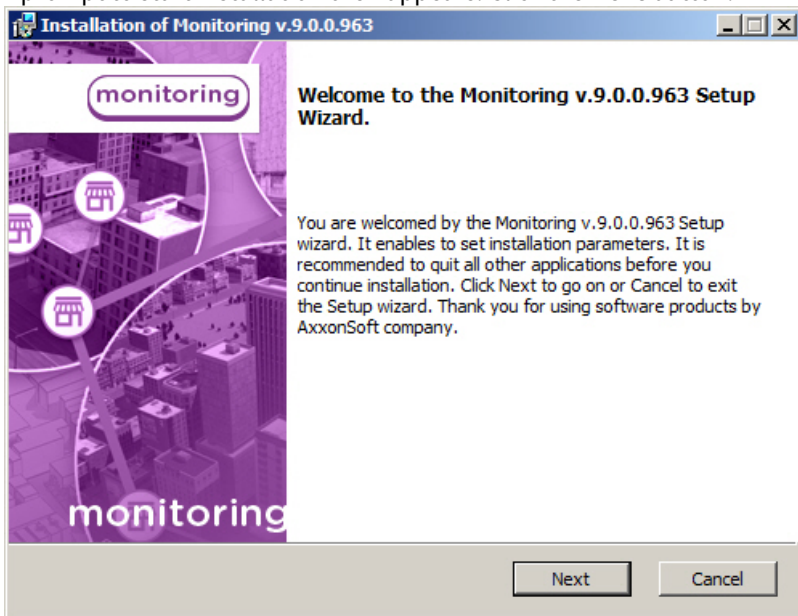 Installation of Monitoring v.9.0.0.963
monitoring
Welcome to the Monitoring v.9.0.0.963 Setup
Wizard.
You are welcomed by the Monitoring v.9.0.0.963 Setup
wizard. It enables to set installation parameters. It is
recommended to quit all other applications before you
continue installation. Click Next to go on or Cancel to exit
the Setup wizard. Thank you for using software products by
AxxonSoft company.
monitoring
Next
Cancel